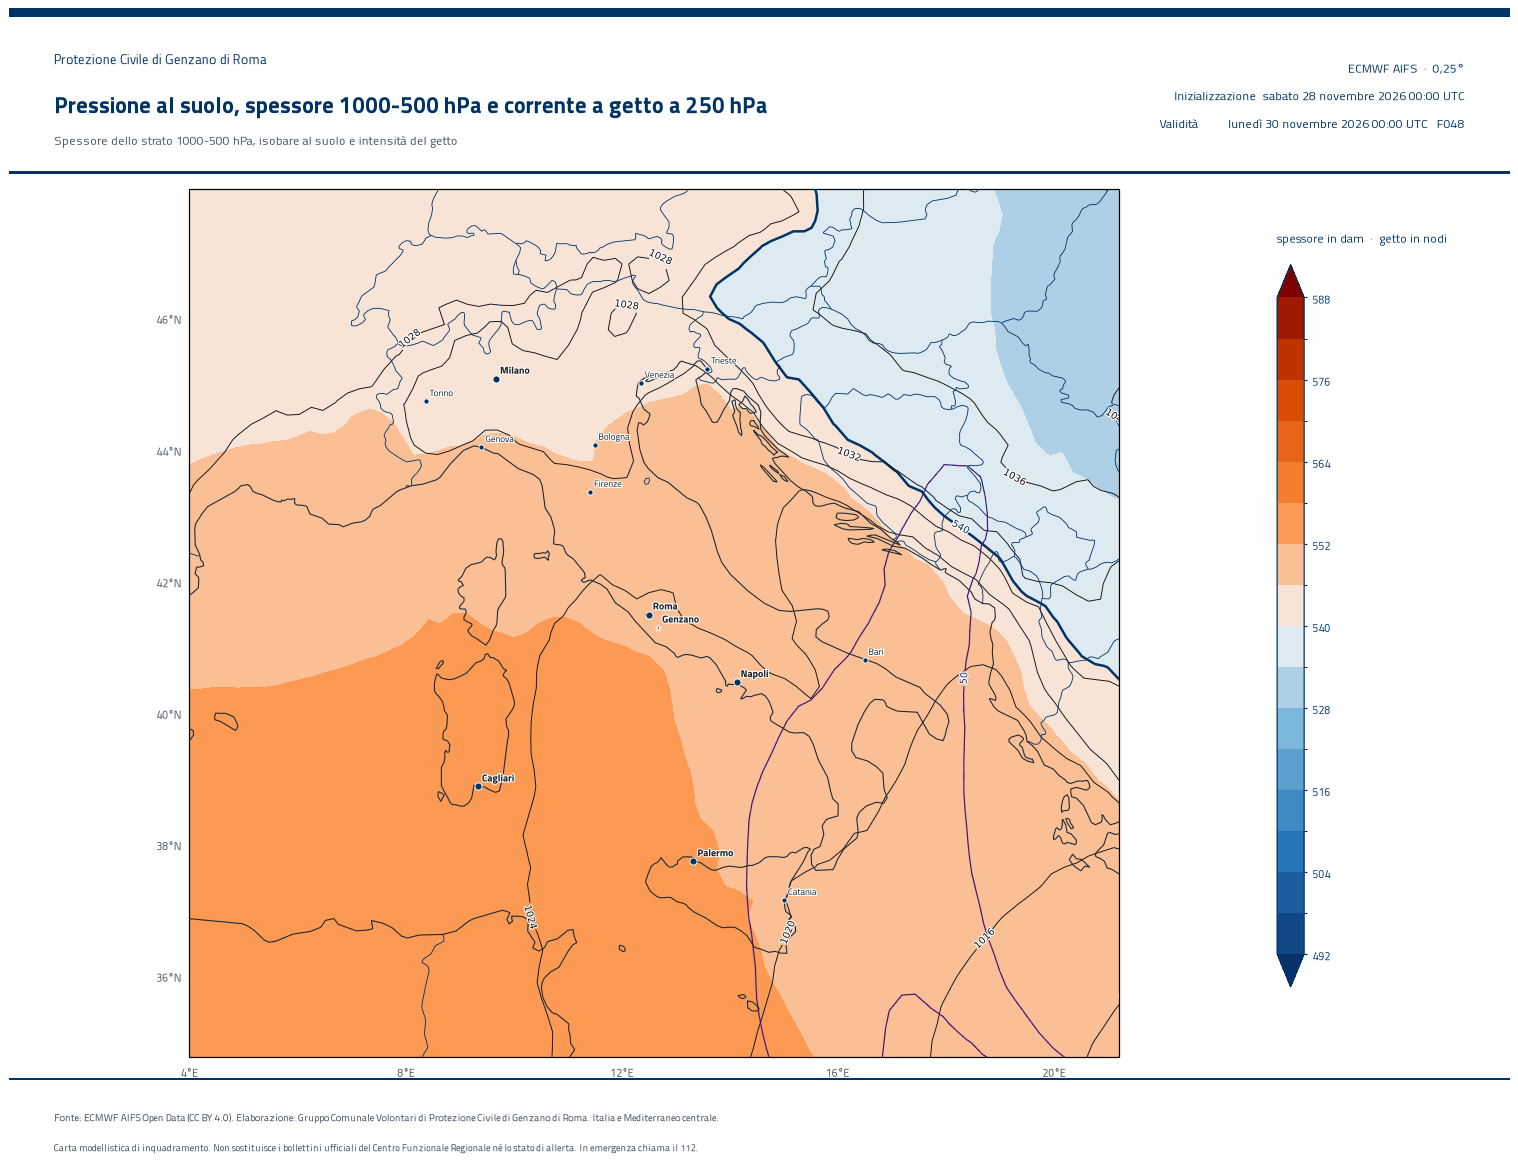 Protezione Civile di Genzano di Roma
Pressione al suolo, spessore 1000-500 hPa e corrente a getto a 250 hPa
Spessore dello strato 1000-500 hPa, isobare al suolo e intensità del getto
ECMWF AIFS · 0,25°
Inizializzazione sabato 28 novembre 2026 00:00 UTC
Validità lunedì 30 novembre 2026 00:00 UTC F048
spessore in dam · getto in nodi
588
576
564
552
540
528
516
504
492
46°N
44°N
42°N
40°N
38°N
36°N
4°E
8°E
12°E
16°E
20°E
1028
1028
1028
1032
1036
540
50
1024
1020
1016
Milano
Torino
Venezia
Trieste
Genova
Bologna
Firenze
Roma
Genzano
Napoli
Bari
Cagliari
Palermo
Catania
Fonte: ECMWF AIFS Open Data (CC BY 4.0). Elaborazione: Gruppo Comunale Volontari di Protezione Civile di Genzano di Roma. Italia e Mediterraneo centrale.
Carta modellistica di inquadramento. Non sostituisce i bollettini ufficiali del Centro Funzionale Regionale né lo stato di allerta. In emergenza chiama il 112.